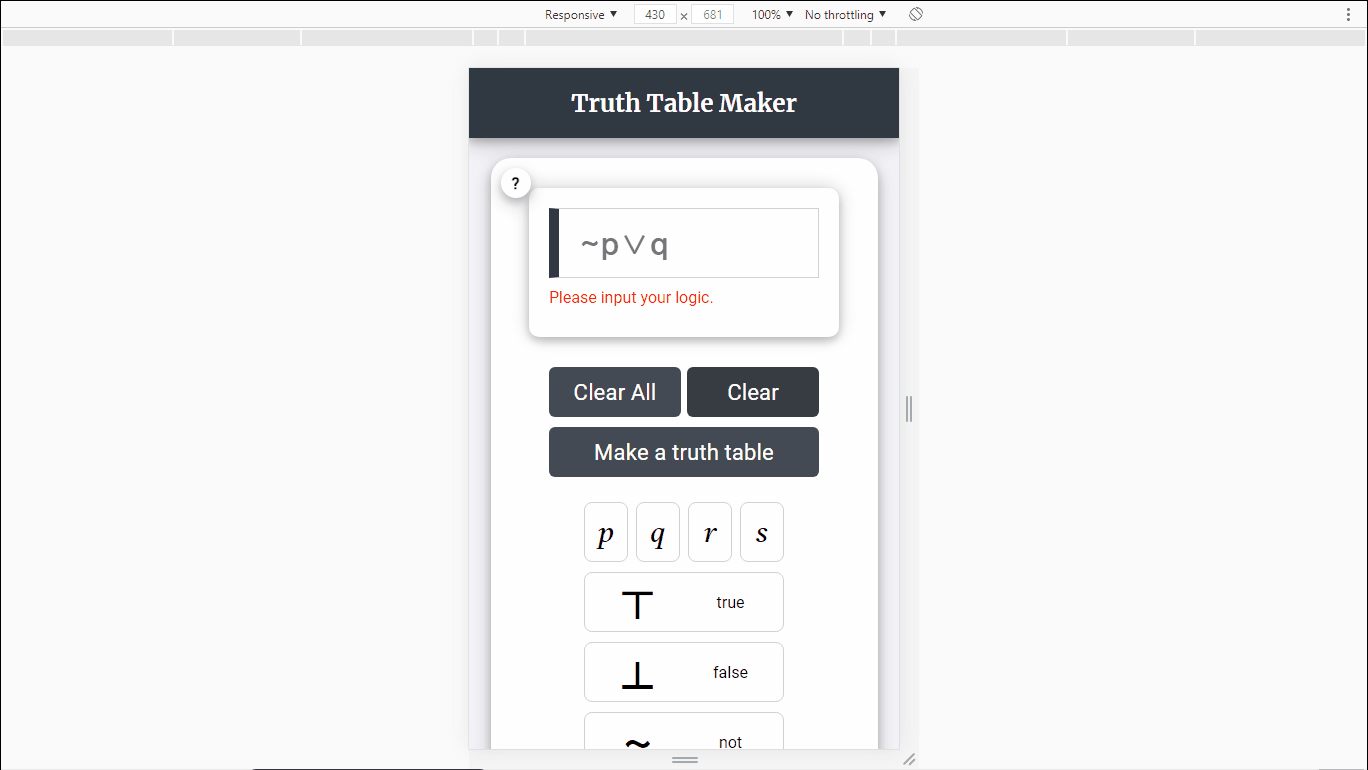 Responsive ▼ 430 × 681 100% ▼ No throttling ▼
Truth Table Maker
?
~p∨q
Please input your logic.
Clear All Clear
Make a truth table
p q r s
⊤ true
⊥ false
~ not